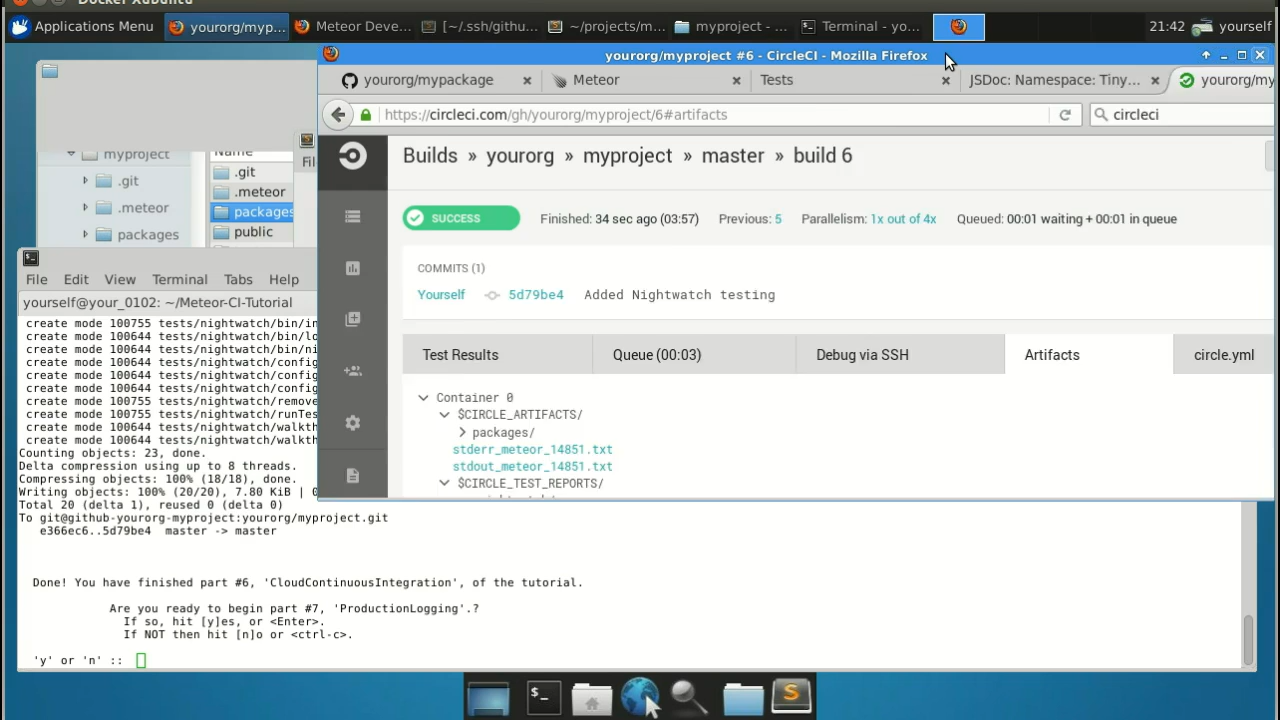 Docker Xubuntu
Applications Menu
yourorg/myp...
Meteor Deve...
[~/.ssh/githu...
~/projects/m...
myproject - ...
Terminal - yo...
21:42
yourself
yourorg/myproject #6 - CircleCI - Mozilla Firefox
yourorg/mypackage
Meteor
Tests
JSDoc: Namespace: Tiny...
yourorg/my
https://circleci.com/gh/yourorg/myproject/6#artifacts
circleci
myproject
.git
.meteor
packages
Name
.git
.meteor
packages
public
Fil
Builds » yourorg » myproject » master » build 6
SUCCESS
Finished: 34 sec ago (03:57)
Previous: 5
Parallelism: 1x out of 4x
Queued: 00:01 waiting + 00:01 in queue
COMMITS (1)
Yourself 5d79be4 Added Nightwatch testing
Test Results
Queue (00:03)
Debug via SSH
Artifacts
circle.yml
Container 0
$CIRCLE_ARTIFACTS/
packages/
stderr_meteor_14851.txt
stdout_meteor_14851.txt
$CIRCLE_TEST_REPORTS/
File Edit View Terminal Tabs Help
yourself@your_0102: ~/Meteor-CI-Tutorial
create mode 100755 tests/nightwatch/bin/in
create mode 100644 tests/nightwatch/bin/lo
create mode 100755 tests/nightwatch/bin/ni
create mode 100644 tests/nightwatch/config
create mode 100644 tests/nightwatch/config
create mode 100644 tests/nightwatch/config
create mode 100755 tests/nightwatch/remove
create mode 100755 tests/nightwatch/runTes
create mode 100644 tests/nightwatch/walkth
create mode 100644 tests/nightwatch/walkth
Counting objects: 23, done.
Delta compression using up to 8 threads.
Compressing objects: 100% (18/18), done.
Writing objects: 100% (20/20), 7.80 KiB | 0
Total 20 (delta 1), reused 0 (delta 0)
To git@github-yourorg-myproject:yourorg/myproject.git
e366ec6..5d79be4 master -> master
Done! You have finished part #6, 'CloudContinuousIntegration', of the tutorial.
Are you ready to begin part #7, 'ProductionLogging'.?
If so, hit [y]es, or <Enter>.
If NOT then hit [n]o or <ctrl-c>.
'y' or 'n' ::